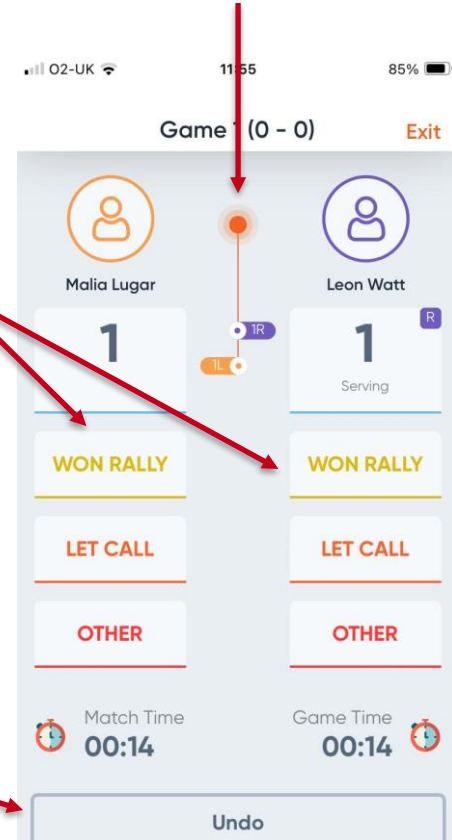 O2-UK 11:55 85%
Game 1 (0 - 0) Exit
Malia Lugar Leon Watt
1 1R 1 R
1L
Serving
WON RALLY WON RALLY
LET CALL LET CALL
OTHER OTHER
Match Time Game Time
00:14 00:14
Undo